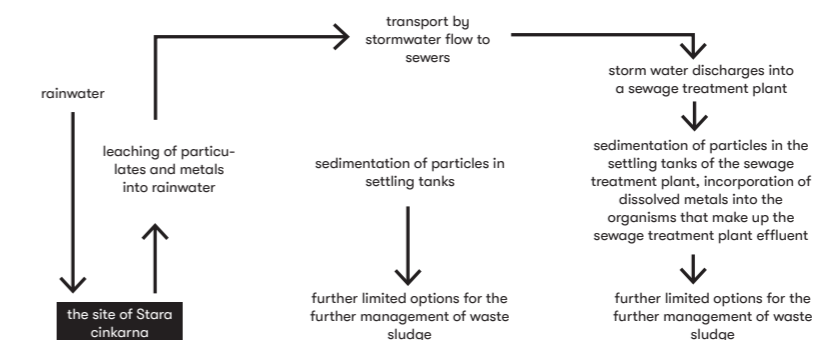 transport by
stormwater flow to
sewers
storm water discharges into
a sewage treatment plant
rainwater
leaching of particu-
lates and metals
into rainwater
sedimentation of particles in
settling tanks
sedimentation of particles in the
settling tanks of the sewage
treatment plant, incorporation of
dissolved metals into the
organisms that make up the
sewage treatment plant effluent
the site of Stara
cinkarna
further limited options for the
further management of waste
sludge
further limited options for the
further management of waste
sludge